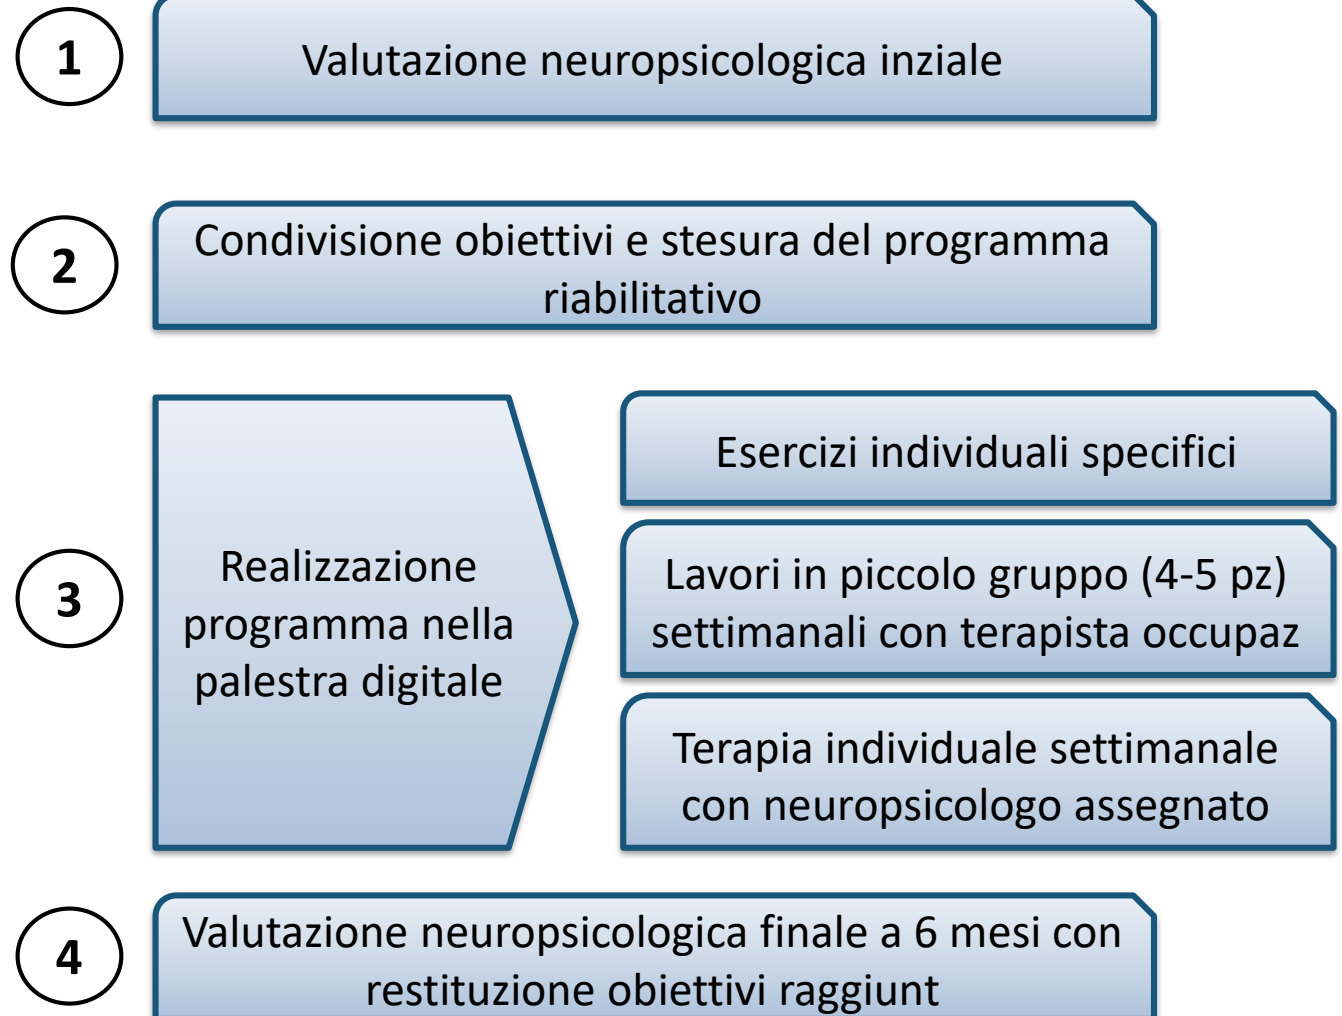 1
Valutazione neuropsicologica inziale
2
Condivisione obiettivi e stesura del programma
riabilitativo
3
Realizzazione
programma nella
palestra digitale
Esercizi individuali specifici
Lavori in piccolo gruppo (4-5 pz)
settimanali con terapista occupaz
Terapia individuale settimanale
con neuropsicologo assegnato
4
Valutazione neuropsicologica finale a 6 mesi con
restituzione obiettivi raggiunt